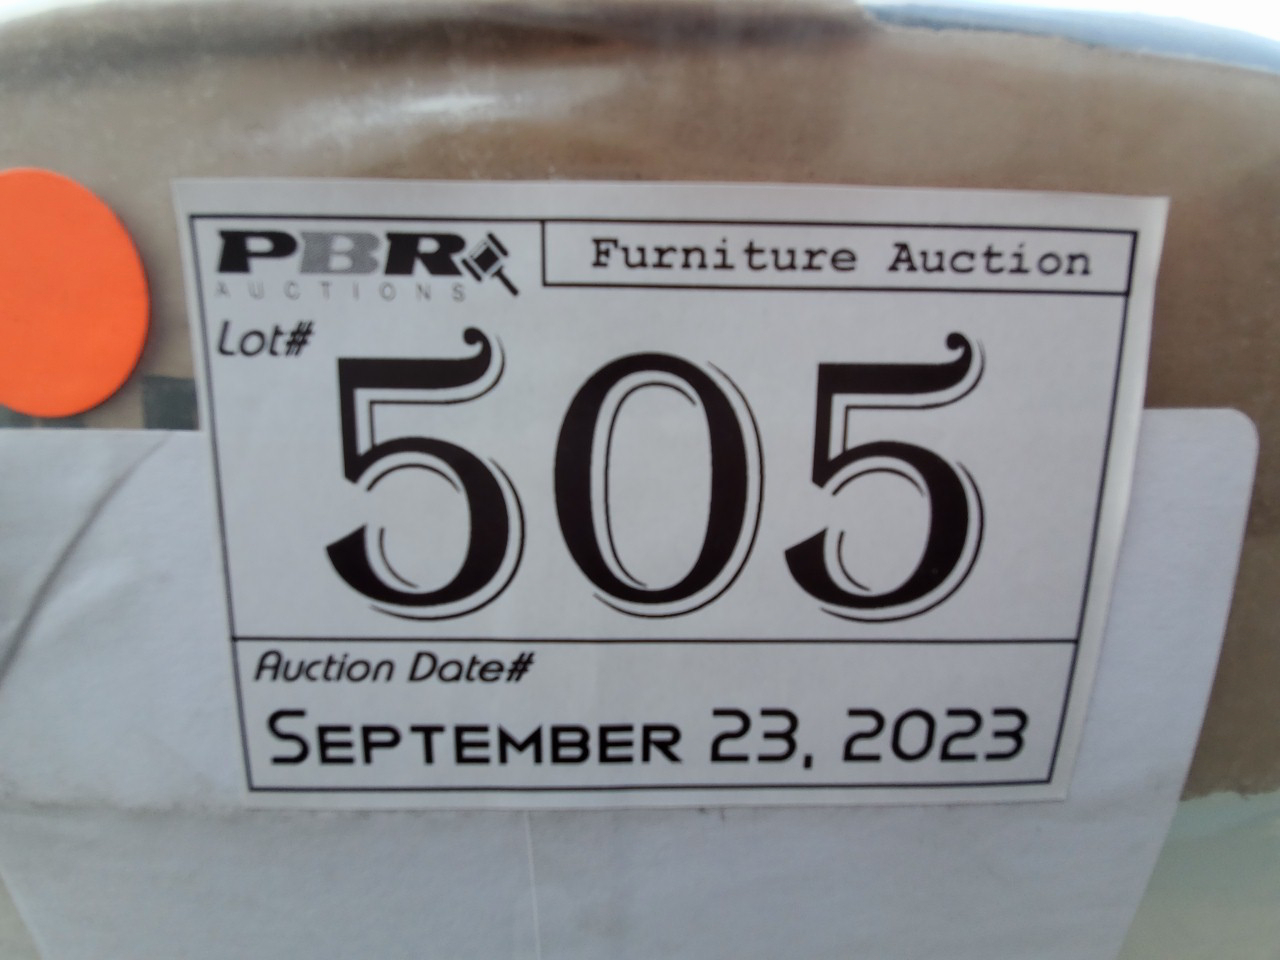 PBR
AUCTIONS
Furniture Auction
Lot#
505
Auction Date#
SEPTEMBER 23, 2023